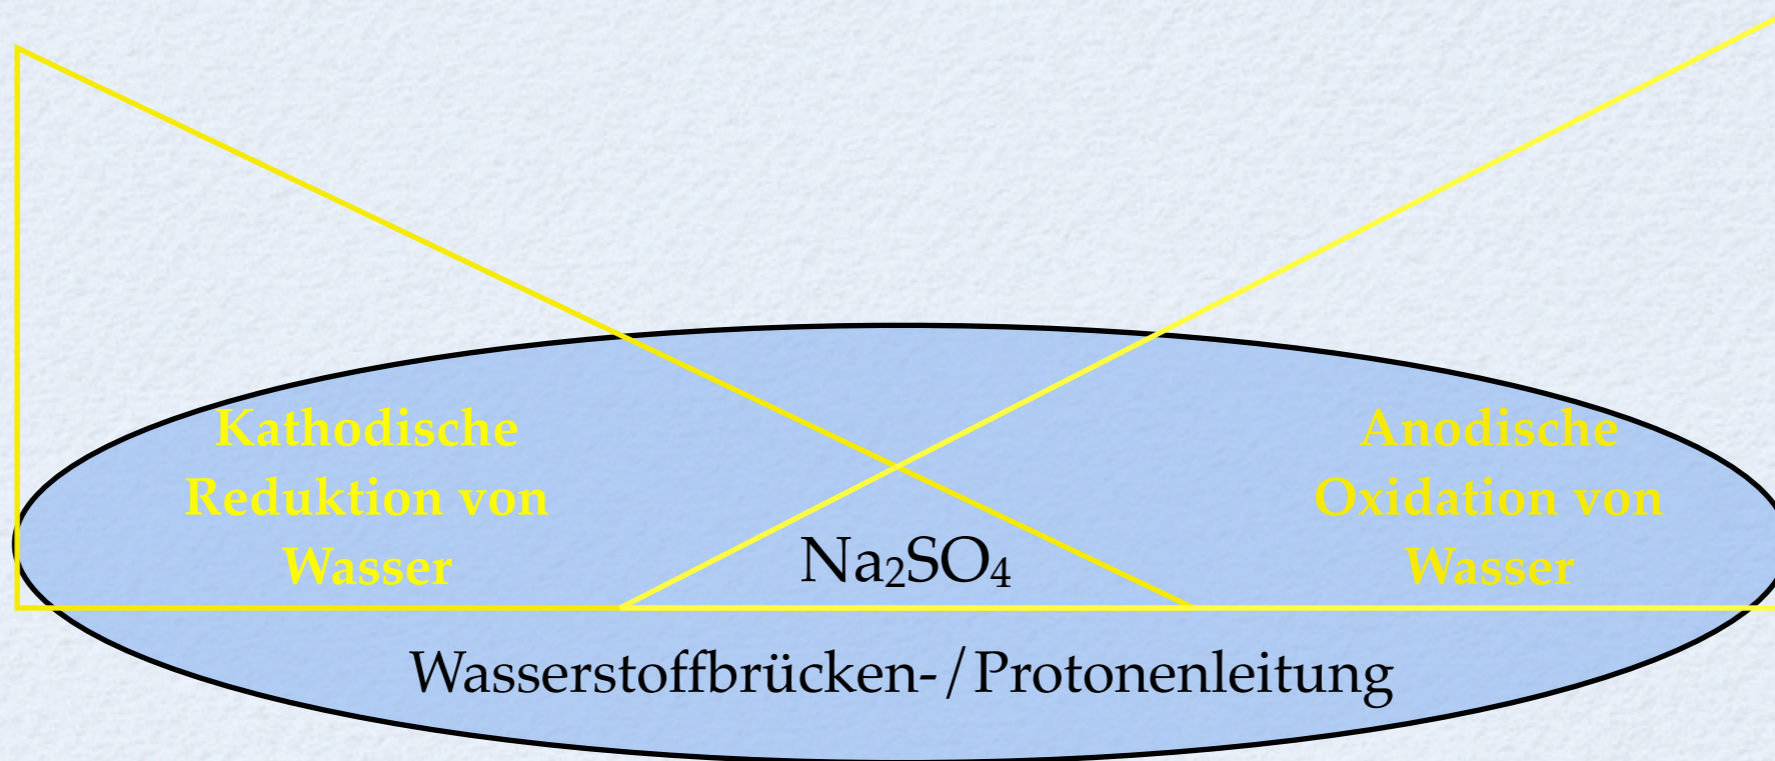 Kathodische
Reduktion von
Wasser
Anodische
Oxidation von
Wasser
Na₂SO₄
Wasserstoffbrücken-/Protonenleitung